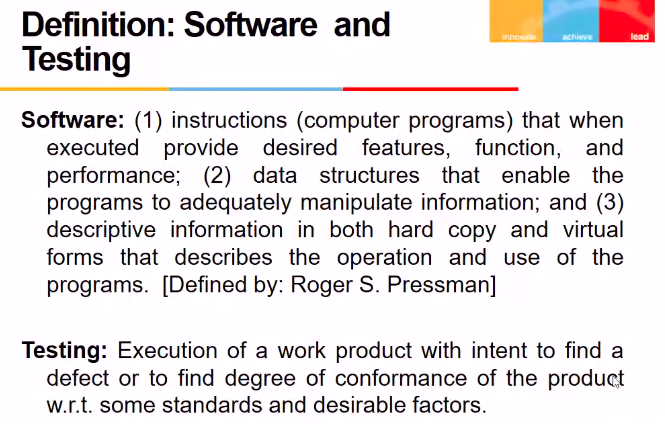 Definition: Software and
Testing
innovate achieve lead
Software: (1) instructions (computer programs) that when
executed provide desired features, function, and
performance; (2) data structures that enable the
programs to adequately manipulate information; and (3)
descriptive information in both hard copy and virtual
forms that describes the operation and use of the
programs. [Defined by: Roger S. Pressman]
Testing: Execution of a work product with intent to find a
defect or to find degree of conformance of the product
w.r.t. some standards and desirable factors.